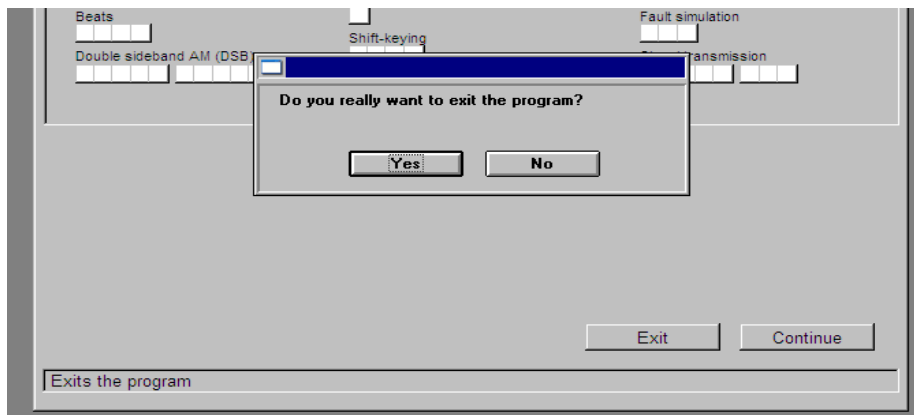 Beats
Fault simulation
Shift-keying
Double sideband AM (DSB)
transmission
Do you really want to exit the program?
Yes
No
Exit
Continue
Exits the program